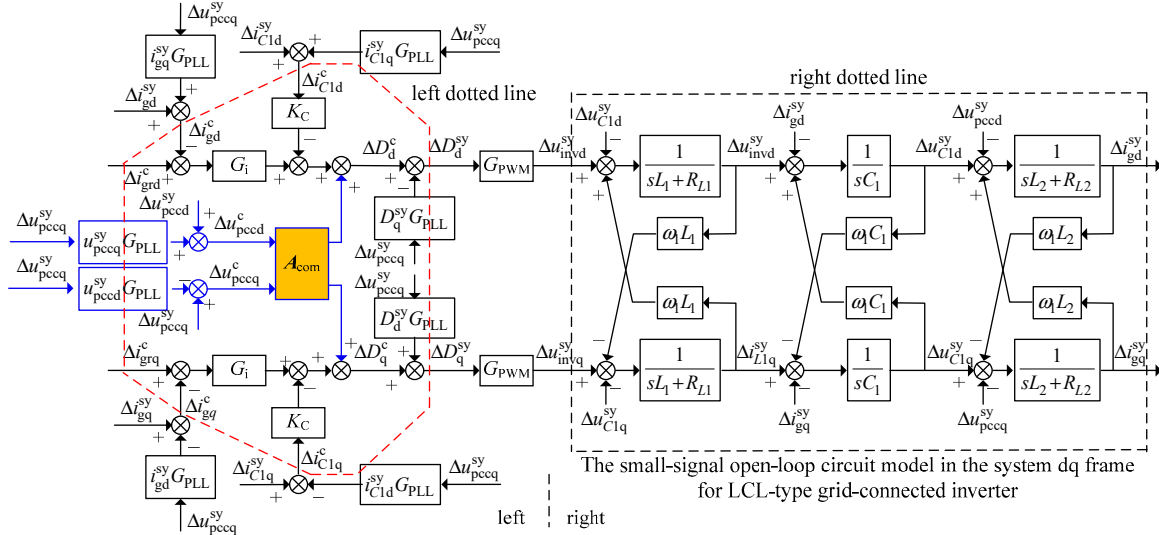 Δu_pccq^sy
i_gq^sy G_PLL
Δi_gd^sy
+
+
Δi_gd^c
−
Δi_C1d^sy
+
+
i_C1q^sy G_PLL
Δu_pccq^sy
Δi_C1d^c
K_C
−
left dotted line
Δi_grd^c
+
G_i
+
+
+
ΔD_d^c
+
−
ΔD_d^sy
G_PWM
Δu_invd^sy
D_q^sy G_PLL
Δu_pccq^sy
Δu_pccq^sy
u_pccq^sy G_PLL
Δu_pccd^sy
+
+
Δu_pccd^c
A_com
Δu_pccq^sy
u_pccd^sy G_PLL
−
+
Δu_pccq^c
Δu_pccq^sy
Δu_pccq^sy
D_d^sy G_PLL
Δi_grq^c
+
G_i
+
+
+
ΔD_q^c
+
+
ΔD_q^sy
G_PWM
Δu_invq^sy
−
Δi_gq^c
Δi_gq^sy
+
−
i_gd^sy G_PLL
Δu_pccq^sy
−
K_C
Δi_C1q^c
Δi_C1q^sy
+
−
i_C1d^sy G_PLL
Δu_pccq^sy
left
right
right dotted line
Δu_C1d^sy
−
+
+
1
sL_1+R_L1
Δu_invd^sy
Δi_gd^sy
−
+
+
1
sC_1
Δu_C1d^sy
Δu_pccd^sy
−
+
+
1
sL_2+R_L2
Δi_gd^sy
ω_1L_1
ω_1C_1
ω_1L_2
ω_1L_1
ω_1C_1
ω_1L_2
−
+
−
Δu_C1q^sy
1
sL_1+R_L1
Δi_L1q^sy
−
+
−
Δi_gq^sy
1
sC_1
Δu_C1q^sy
−
+
−
Δu_pccq^sy
1
sL_2+R_L2
Δi_gq^sy
The small-signal open-loop circuit model in the system dq frame
for LCL-type grid-connected inverter